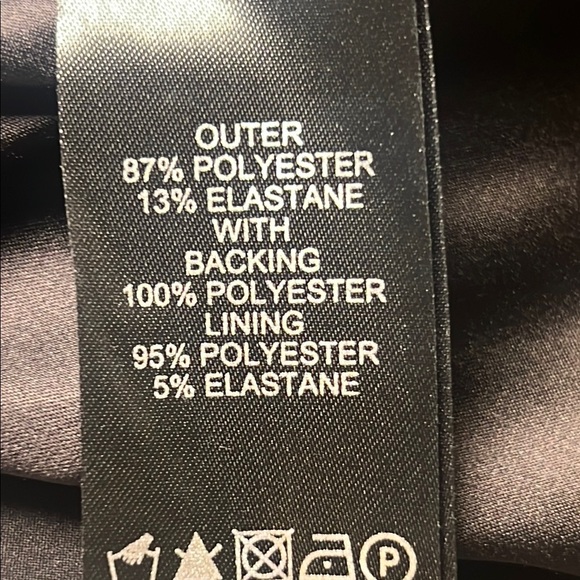 OUTER
87% POLYESTER
13% ELASTANE
WITH
BACKING
100% POLYESTER
LINING
95% POLYESTER
5% ELASTANE
P